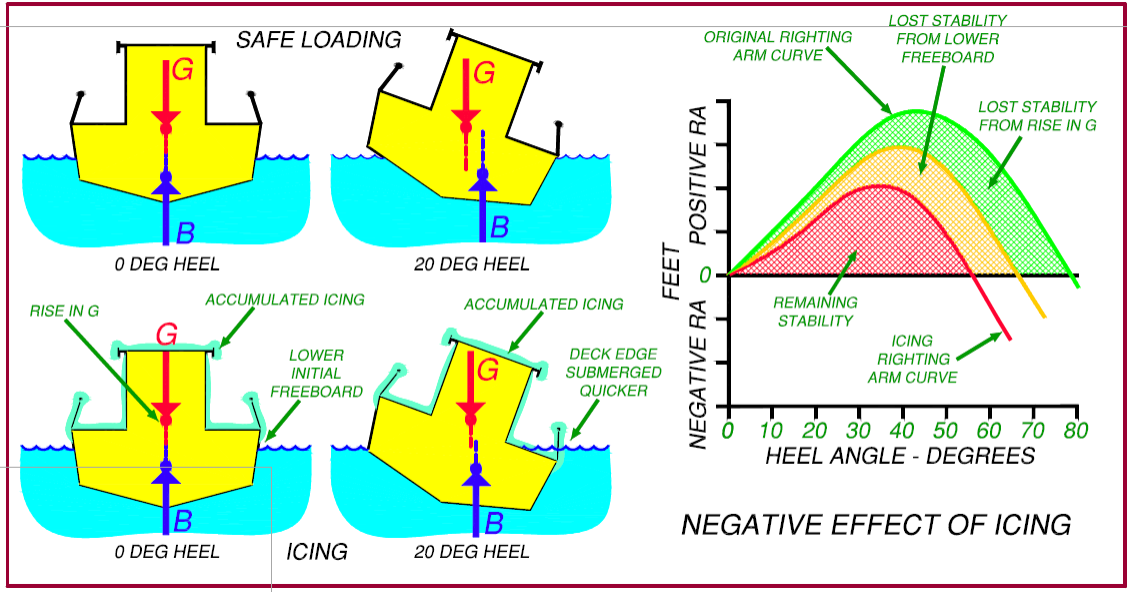 SAFE LOADING
G
B
0 DEG HEEL
G
B
20 DEG HEEL
RISE IN G
ACCUMULATED ICING
G
LOWER
INITIAL
FREEBOARD
B
0 DEG HEEL
ICING
ACCUMULATED ICING
G
DECK EDGE
SUBMERGED
QUICKER
B
20 DEG HEEL
ORIGINAL RIGHTING
ARM CURVE
LOST STABILITY
FROM LOWER
FREEBOARD
LOST STABILITY
FROM RISE IN G
FEET
POSITIVE RA
NEGATIVE RA
0
REMAINING
STABILITY
ICING
RIGHTING
ARM CURVE
0 10 20 30 40 50 60 70 80
HEEL ANGLE - DEGREES
NEGATIVE EFFECT OF ICING